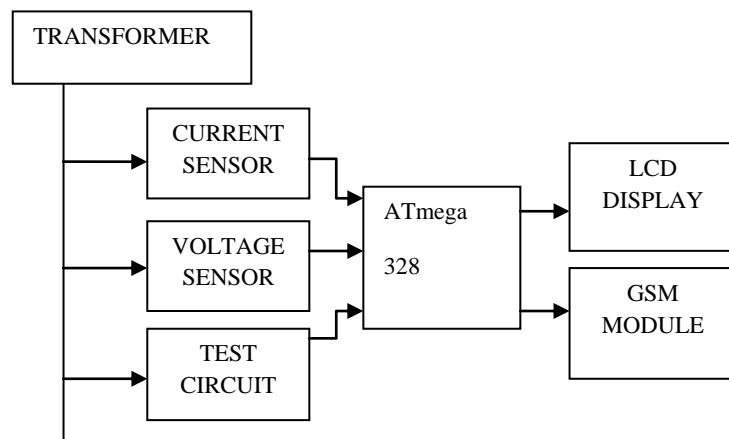 TRANSFORMER
CURRENT
SENSOR
VOLTAGE
SENSOR
TEST
CIRCUIT
ATmega
328
LCD
DISPLAY
GSM
MODULE